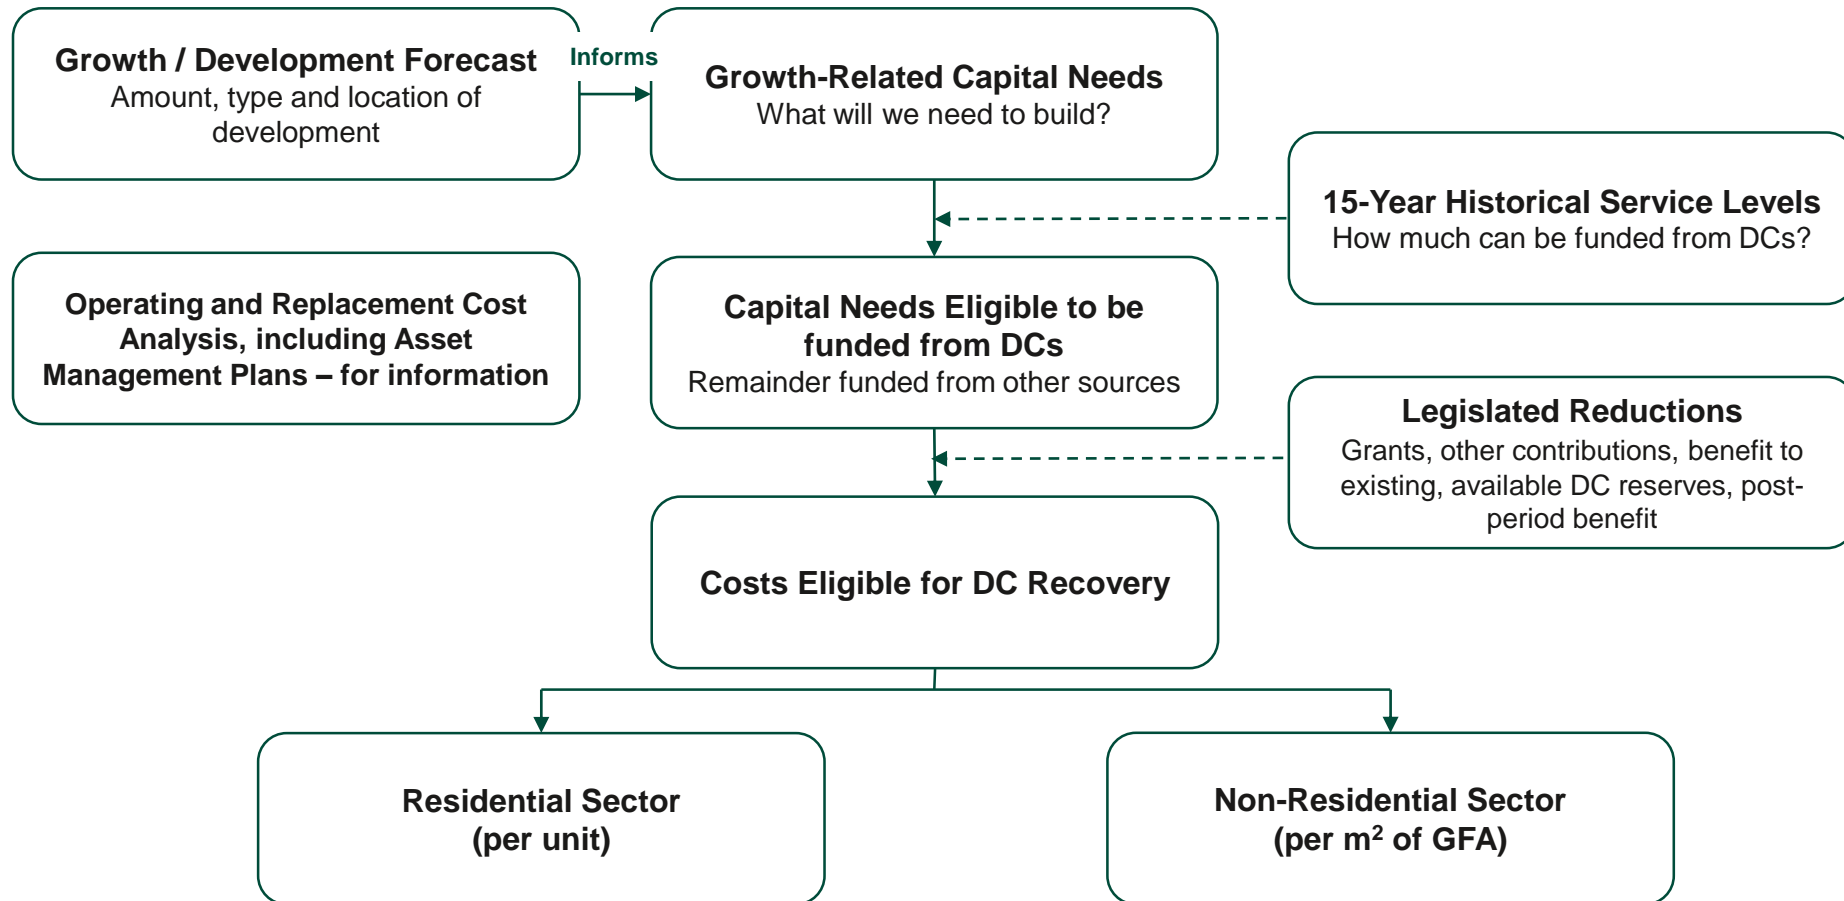 Growth / Development Forecast
Amount, type and location of
development
Informs
Growth-Related Capital Needs
What will we need to build?
15-Year Historical Service Levels
How much can be funded from DCs?
Operating and Replacement Cost
Analysis, including Asset
Management Plans – for information
Capital Needs Eligible to be
funded from DCs
Remainder funded from other sources
Legislated Reductions
Grants, other contributions, benefit to
existing, available DC reserves, post-
period benefit
Costs Eligible for DC Recovery
Residential Sector
(per unit)
Non-Residential Sector
(per m² of GFA)